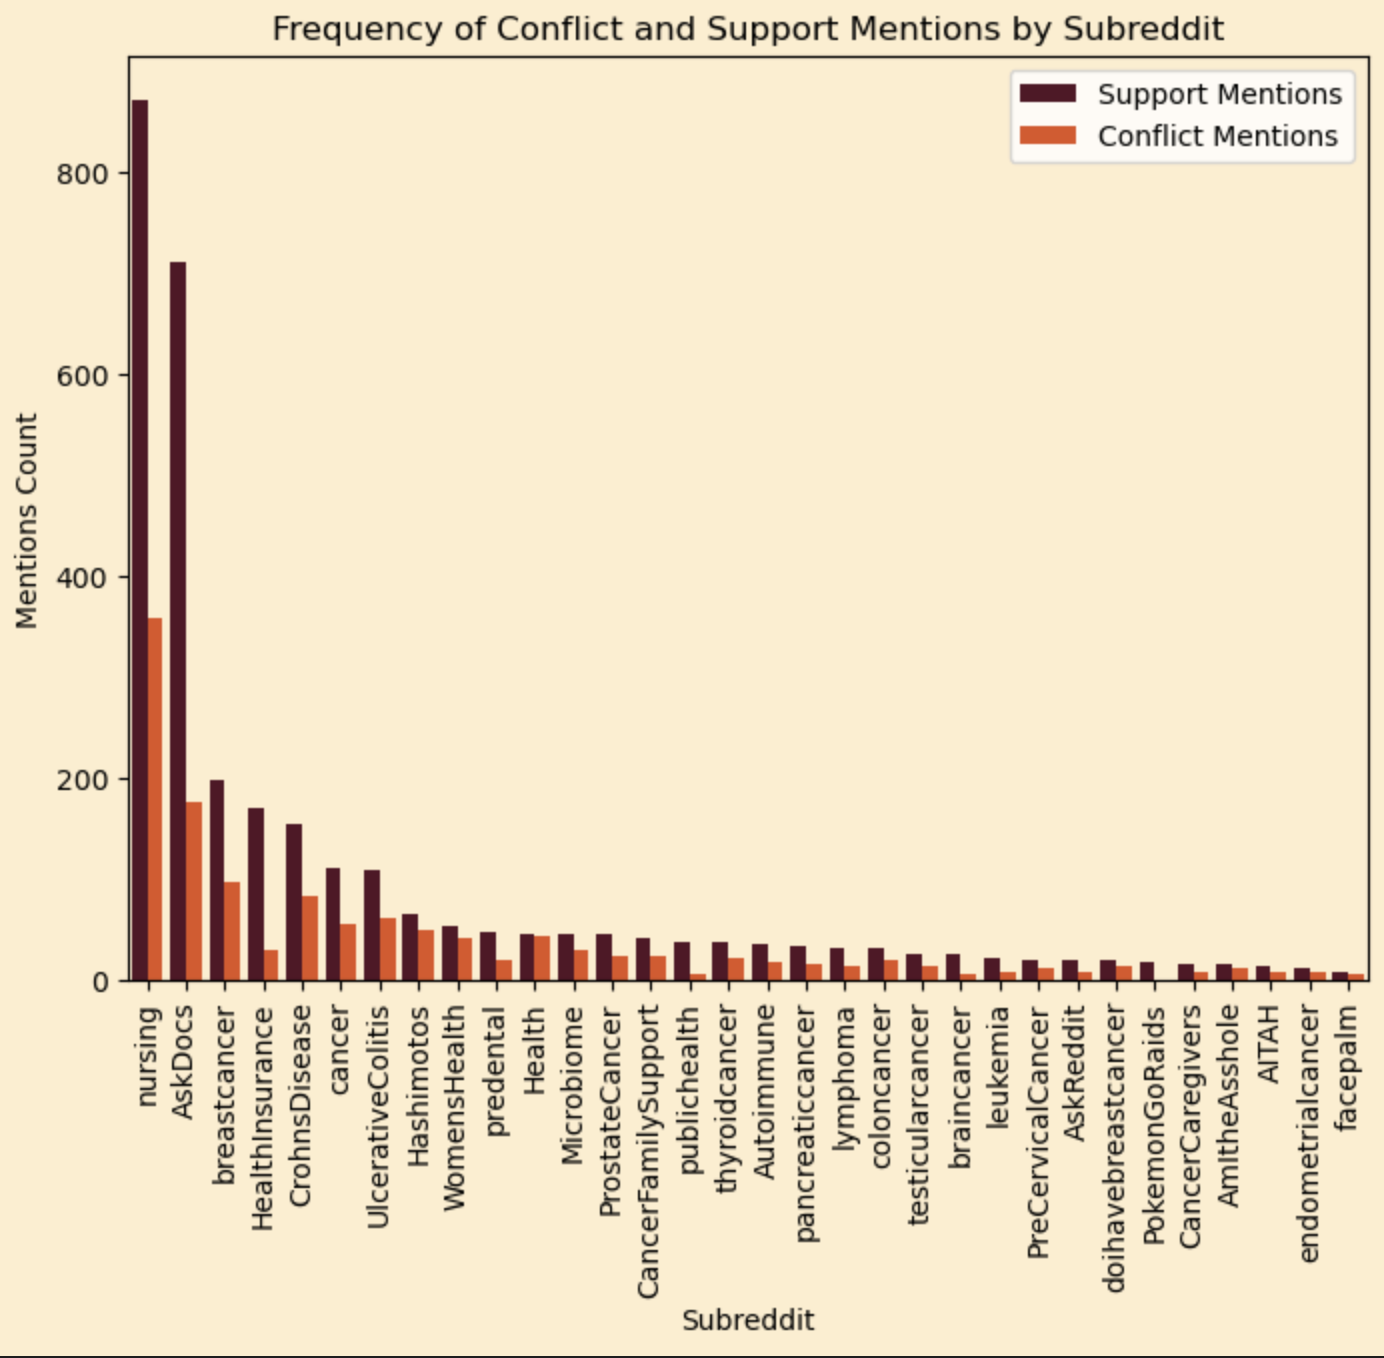 Frequency of Conflict and Support Mentions by Subreddit
Support Mentions
Conflict Mentions
Mentions Count
800
600
400
200
0
nursing
AskDocs
breastcancer
HealthInsurance
CrohnsDisease
cancer
UlcerativeColitis
Hashimotos
WomensHealth
predental
Health
Microbiome
ProstateCancer
CancerFamilySupport
publichealth
thyroidcancer
Autoimmune
pancreaticcancer
lymphoma
coloncancer
testicularcancer
braincancer
leukemia
PreCervicalCancer
AskReddit
doihavebreastcancer
PokemonGoRaids
CancerCaregivers
AmItheAsshole
AITAH
endometrialcancer
facepalm
Subreddit